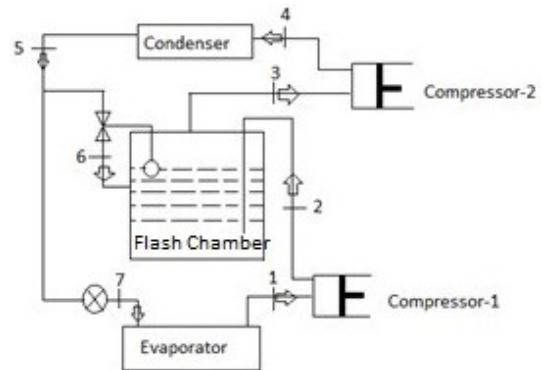 4
5
Condenser
3
Compressor-2
6
2
Flash Chamber
7
1
Compressor-1
Evaporator